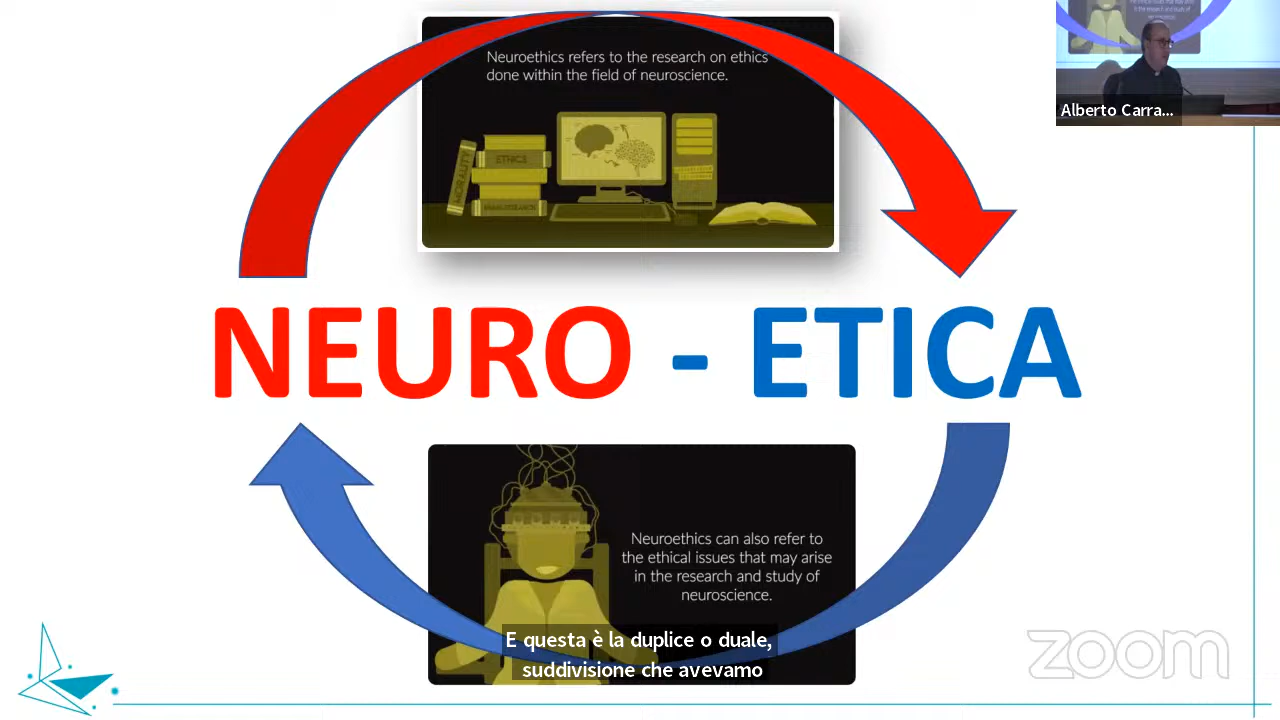 Neuroethics refers to the research on ethics
done within the field of neuroscience.
MORALITY
ETHICS
Alberto Carra...
NEURO - ETICA
Neuroethics can also refer to
the ethical issues that may arise
in the research and study of
neuroscience.
E questa è la duplice o duale,
suddivisione che avevamo
zoom